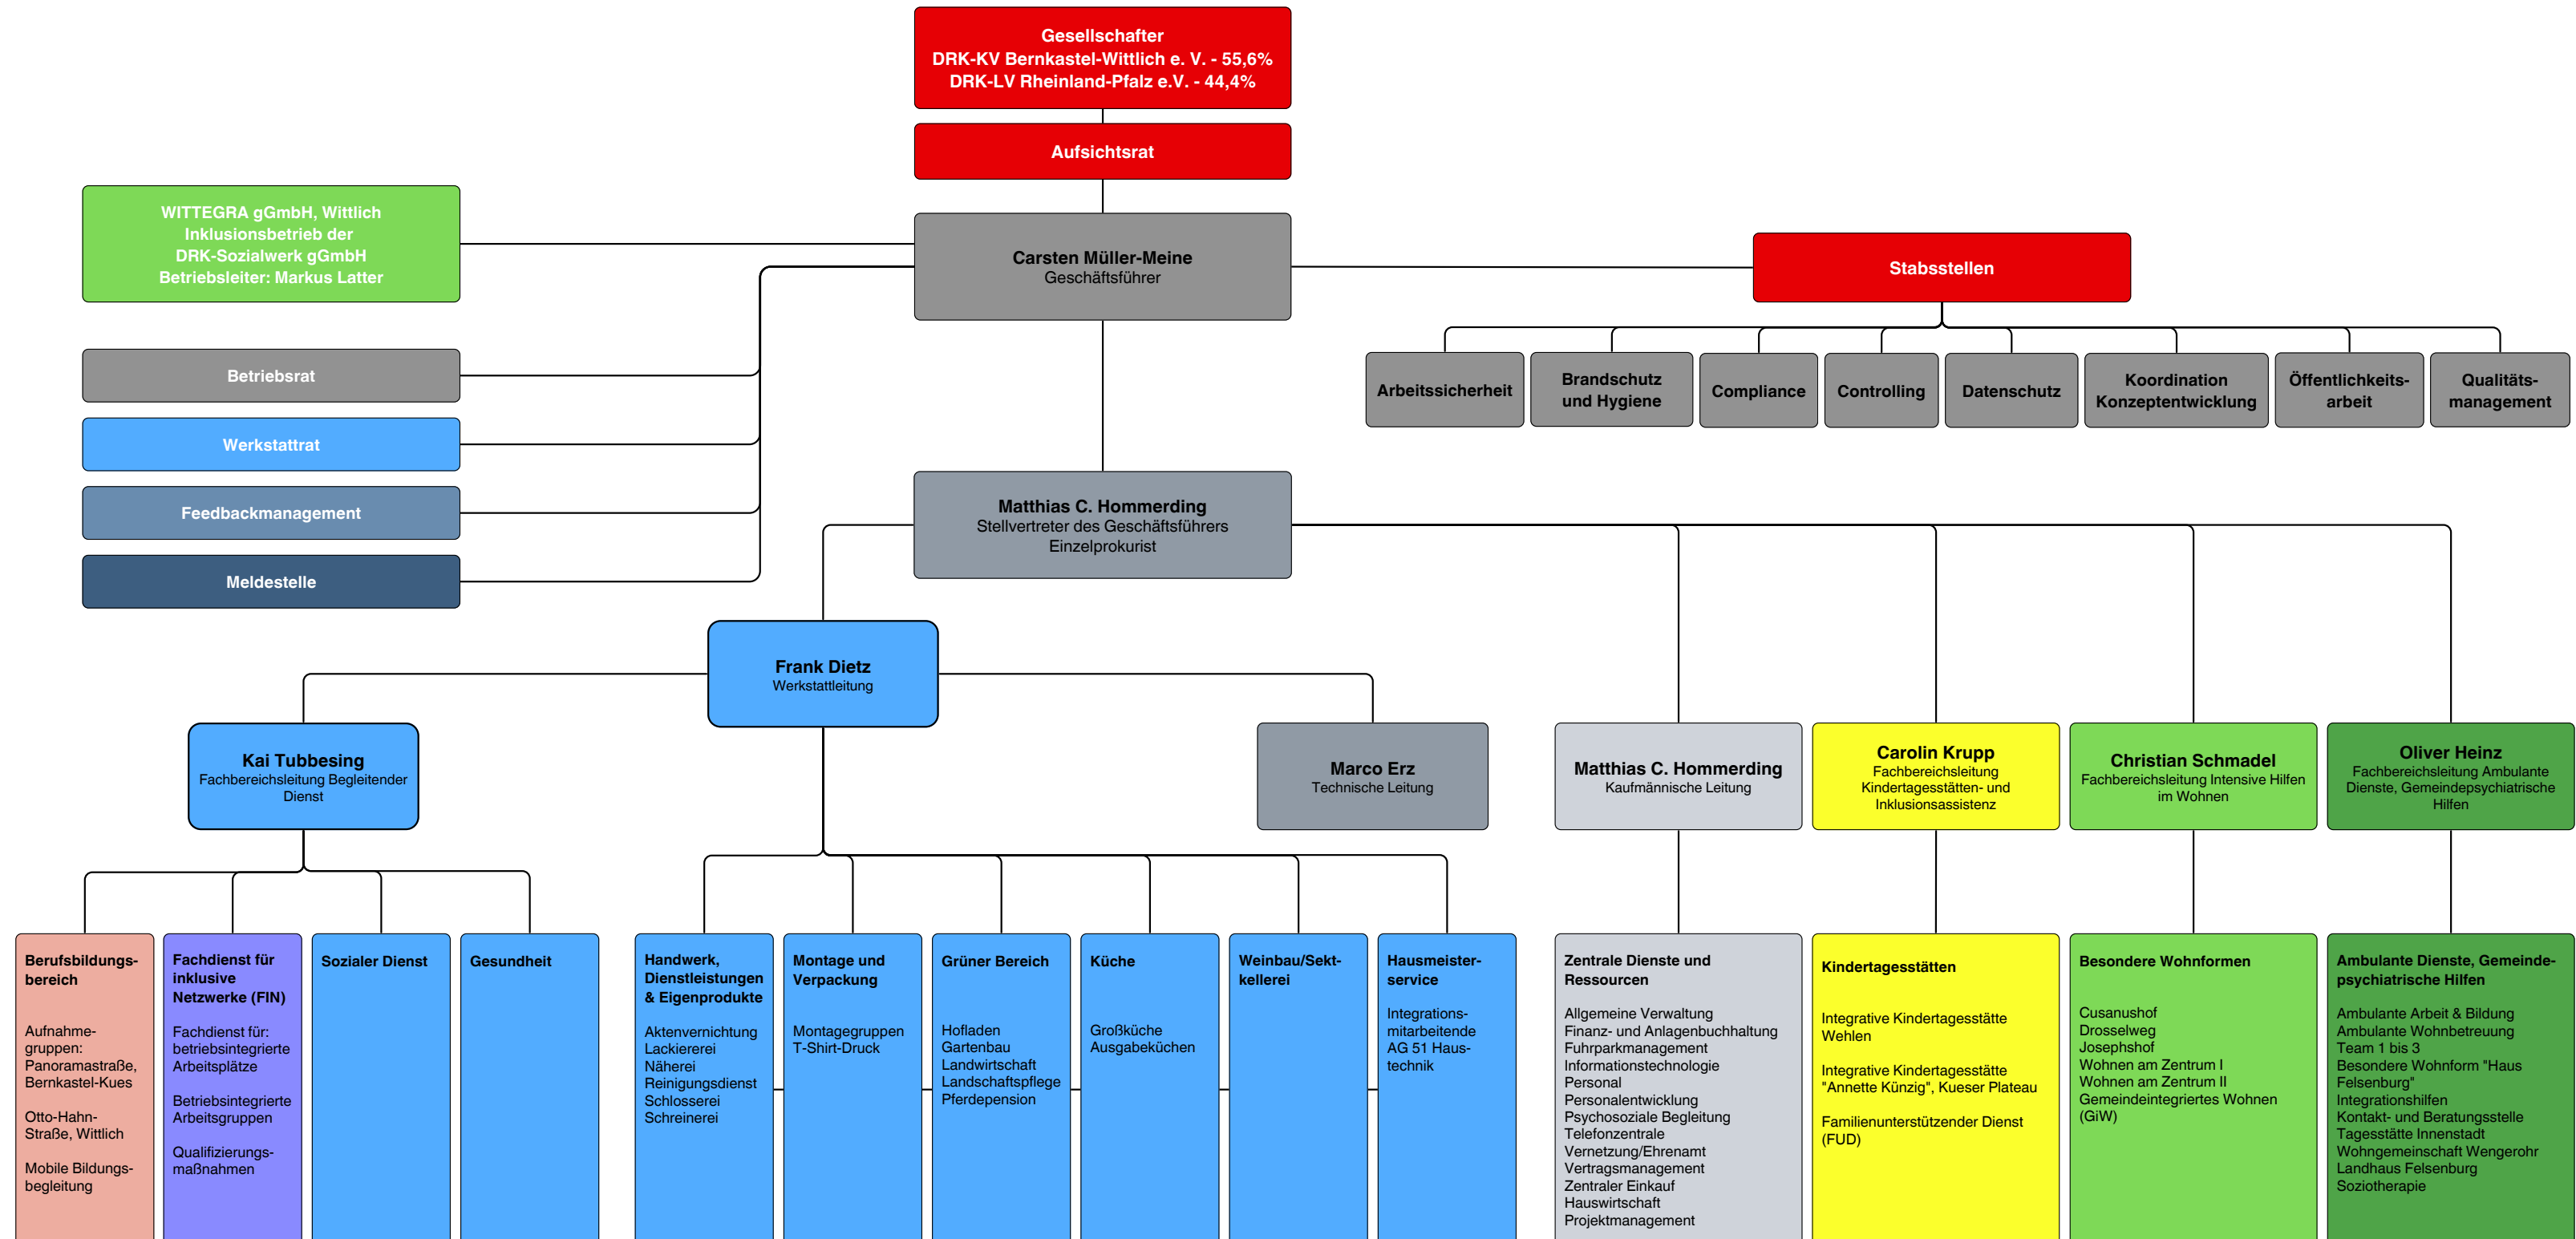 Gesellschafter
DRK-KV Bernkastel-Wittlich e. V. - 55,6%
DRK-LV Rheinland-Pfalz e.V. - 44,4%
Aufsichtsrat
WITTEGRA gGmbH, Wittlich
Inklusionsbetrieb der
DRK-Sozialwerk gGmbH
Betriebsleiter: Markus Latter
Carsten Müller-Meine
Geschäftsführer
Stabsstellen
Betriebsrat
Werkstattrat
Feedbackmanagement
Meldestelle
Arbeitssicherheit
Brandschutz
und Hygiene
Compliance
Controlling
Datenschutz
Koordination
Konzeptentwicklung
Öffentlichkeits-
arbeit
Qualitäts-
management
Matthias C. Hommerding
Stellvertreter des Geschäftsführers
Einzelprokurist
Frank Dietz
Werkstattleitung
Kai Tubbesing
Fachbereichsleitung Begleitender
Dienst
Marco Erz
Technische Leitung
Matthias C. Hommerding
Kaufmännische Leitung
Carolin Krupp
Fachbereichsleitung
Kindertagesstätten- und
Inklusionsassistenz
Christian Schmadel
Fachbereichsleitung Intensive Hilfen
im Wohnen
Oliver Heinz
Fachbereichsleitung Ambulante
Dienste, Gemeindepsychiatrische
Hilfen
Berufsbildungs-
bereich
Aufnahme-
gruppen:
Panoramastraße,
Bernkastel-Kues
Otto-Hahn-
Straße, Wittlich
Mobile Bildungs-
begleitung
Fachdienst für
inklusive
Netzwerke (FIN)
Fachdienst für:
betriebsintegrierte
Arbeitsplätze
Betriebsintegrierte
Arbeitsgruppen
Qualifizierungs-
maßnahmen
Sozialer Dienst
Gesundheit
Handwerk,
Dienstleistungen
& Eigenprodukte
Aktenvernichtung
Lackiererei
Näherei
Reinigungsdienst
Schlosserei
Schreinerei
Montage und
Verpackung
Montagegruppen
T-Shirt-Druck
Grüner Bereich
Hofladen
Gartenbau
Landwirtschaft
Landschaftspflege
Pferdepension
Küche
Großküche
Ausgabeküchen
Weinbau/Sekt-
kellerei
Hausmeister-
service
Integrations-
mitarbeitende
AG 51 Haus-
technik
Zentrale Dienste und
Ressourcen
Allgemeine Verwaltung
Finanz- und Anlagenbuchhaltung
Fuhrparkmanagement
Informationstechnologie
Personal
Personalentwicklung
Psychosoziale Begleitung
Telefonzentrale
Vernetzung/Ehrenamt
Vertragsmanagement
Zentraler Einkauf
Hauswirtschaft
Projektmanagement
Kindertagesstätten
Integrative Kindertagesstätte
Wehlen
Integrative Kindertagesstätte
"Annette Künzig", Kueser Plateau
Familienunterstützender Dienst
(FUD)
Besondere Wohnformen
Cusanushof
Drosselweg
Josephshof
Wohnen am Zentrum I
Wohnen am Zentrum II
Gemeindeintegriertes Wohnen
(GiW)
Ambulante Dienste, Gemeinde-
psychiatrische Hilfen
Ambulante Arbeit & Bildung
Ambulante Wohnbetreuung
Team 1 bis 3
Besondere Wohnform "Haus
Felsenburg"
Integrationshilfen
Kontakt- und Beratungsstelle
Tagesstätte Innenstadt
Wohngemeinschaft Wengerohr
Landhaus Felsenburg
Soziotherapie